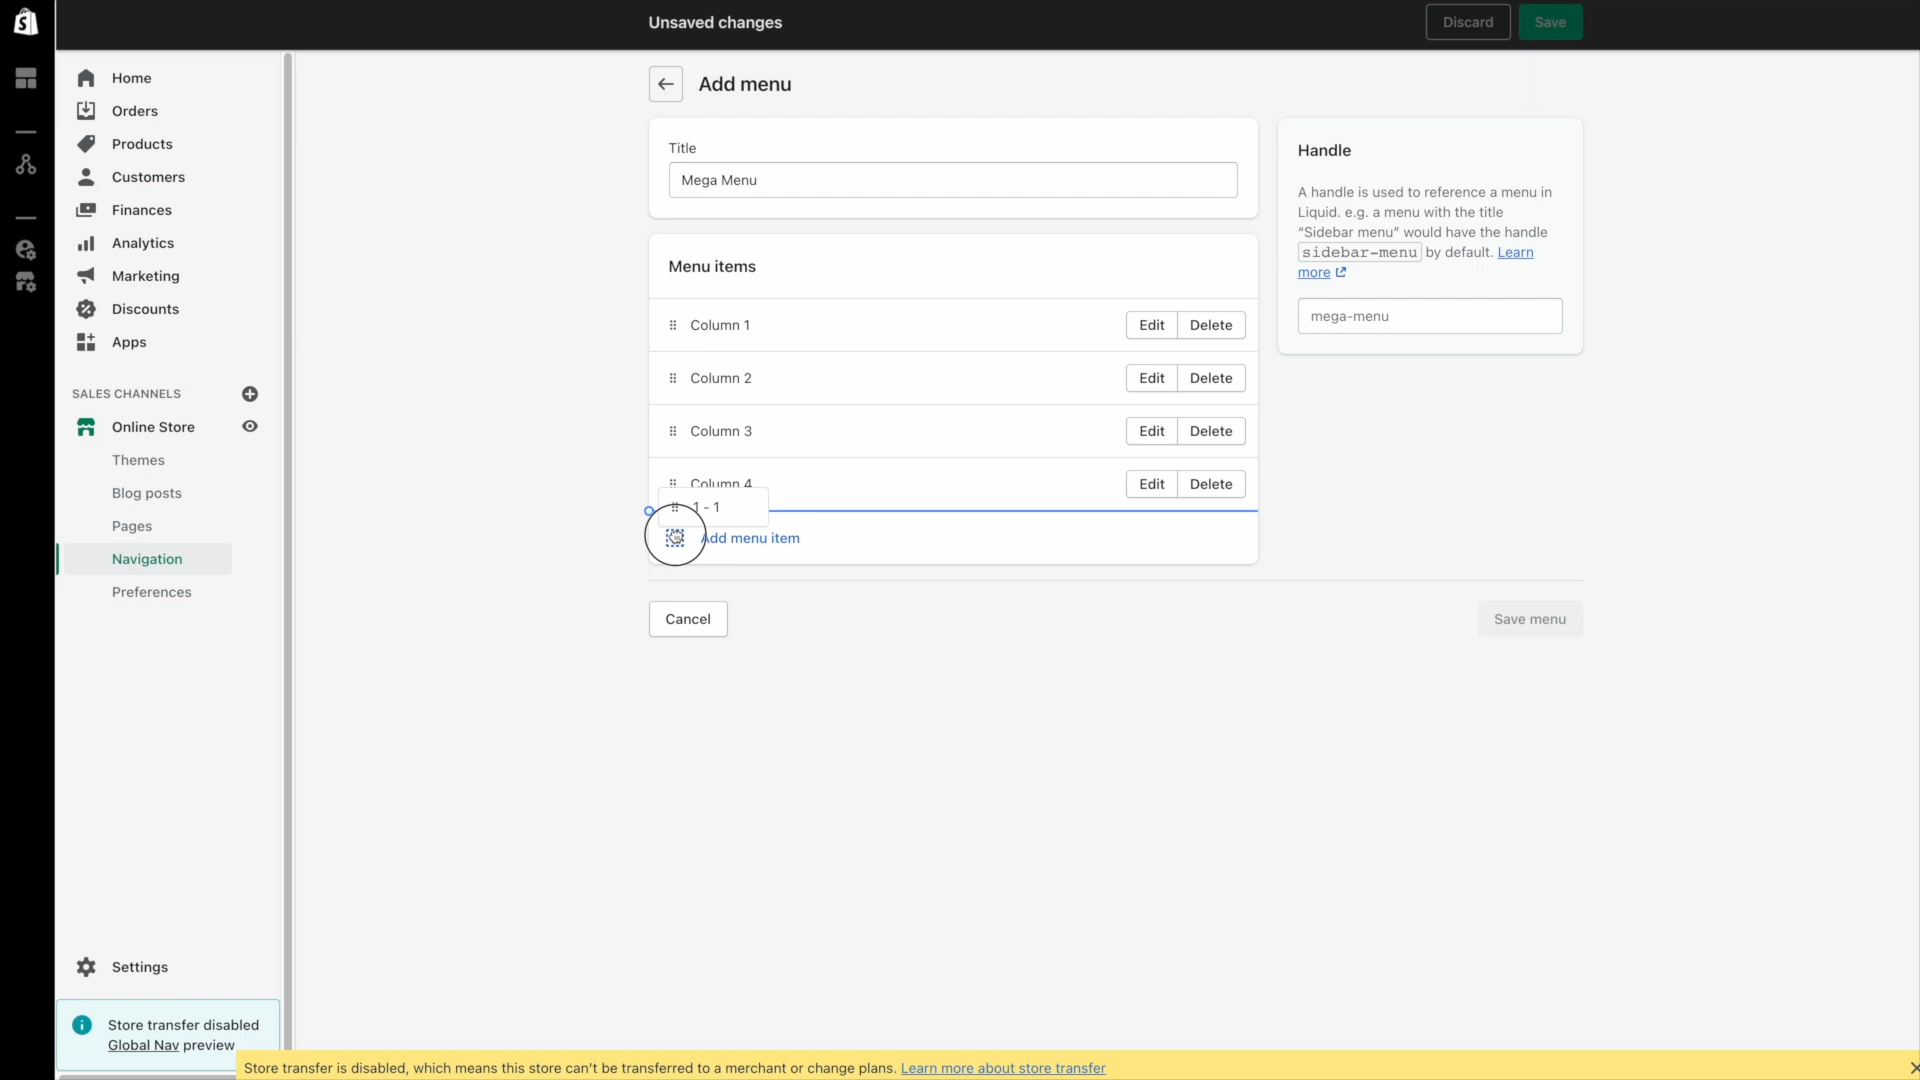 Unsaved changes
Discard
Save
Home
Orders
Products
Customers
Finances
Analytics
Marketing
Discounts
Apps
SALES CHANNELS
Online Store
Themes
Blog posts
Pages
Navigation
Preferences
Settings
Store transfer disabled
Global Nav preview
Add menu
Title
Mega Menu
Menu items
Column 1
Edit
Delete
Column 2
Edit
Delete
Column 3
Edit
Delete
Column 4
Edit
Delete
1 - 1
Add menu item
Cancel
Save menu
Handle
A handle is used to reference a menu in
Liquid. e.g. a menu with the title
“Sidebar menu” would have the handle
sidebar-menu by default. Learn
more
mega-menu
Store transfer is disabled, which means this store can’t be transferred to a merchant or change plans. Learn more about store transfer